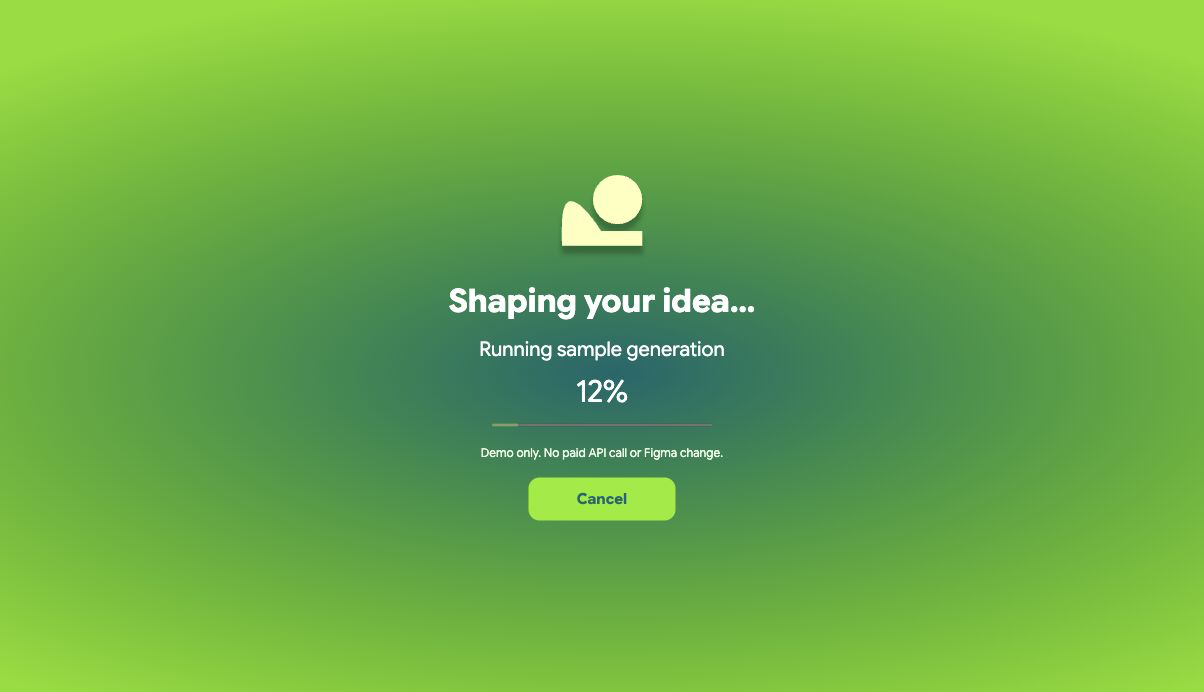 Shaping your idea...
Running sample generation
12%
Demo only. No paid API call or Figma change.
Cancel